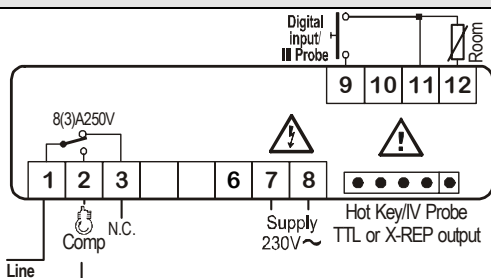 Digital
input/
III Probe
Room
9 10 11 12
8(3)A250V
1 2 3 6 7 8
Comp
N.C.
Supply
230V~
Hot Key/IV Probe
TTL or X-REP output
Line